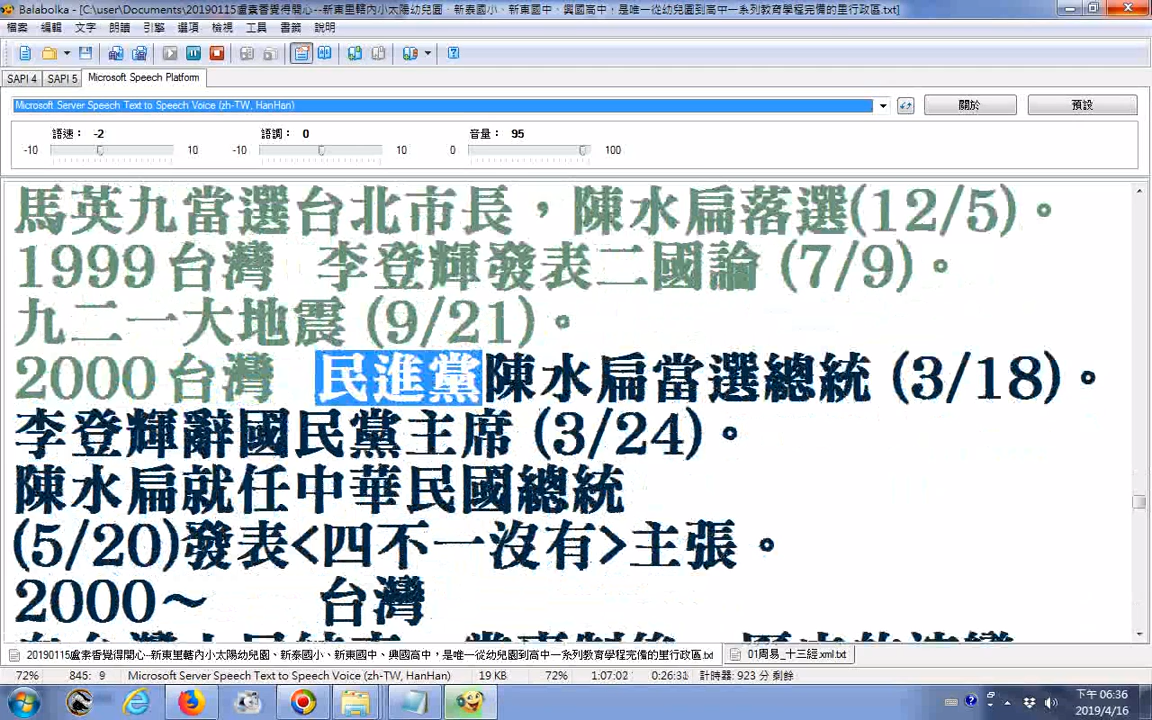 Balabolka - [C:\user\Documents\20190115盧素香覺得開心--新東里轄內小太陽幼兒園、新泰國小、新東國中、興國高中，是唯一從幼兒園到高中一系列教育學程完備的里行政區.txt]
檔案 編輯 文字 朗讀 引擎 選項 檢視 工具 書籤 說明
SAPI 4 SAPI 5 Microsoft Speech Platform
Microsoft Server Speech Text to Speech Voice (zh-TW, HanHan) 關於 預設
語速： -2 語調： 0 音量： 95
-10 10 -10 10 0 100
馬英九當選台北市長，陳水扁落選(12/5)。
1999台灣 李登輝發表二國論 (7/9)。
九二一大地震 (9/21)。
2000台灣 民進黨陳水扁當選總統 (3/18)。
李登輝辭國民黨主席 (3/24)。
陳水扁就任中華民國總統
(5/20)發表<四不一沒有>主張。
2000～ 台灣
20190115盧素香覺得開心--新東里轄內小太陽幼兒園、新泰國小、新東國中、興國高中，是唯一從幼兒園到高中一系列教育學程完備的里行政區.txt 01周易_十三經.xml.txt
72% 845: 9 Microsoft Server Speech Text to Speech Voice (zh-TW, HanHan) 19 KB 72% 1:07:02 0:26:31 計時器: 923 分 剩餘
下午 06:36
2019/4/16